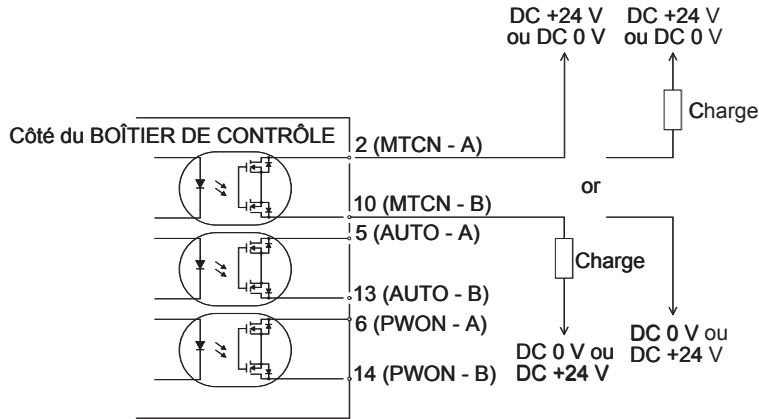 DC +24 V
ou DC 0 V
DC +24 V
ou DC 0 V
Charge
Côté du BOÎTIER DE CONTRÔLE
2 (MTCN - A)
or
10 (MTCN - B)
5 (AUTO - A)
Charge
13 (AUTO - B)
6 (PWON - A)
DC 0 V ou
DC +24 V
DC 0 V ou
DC +24 V
14 (PWON - B)